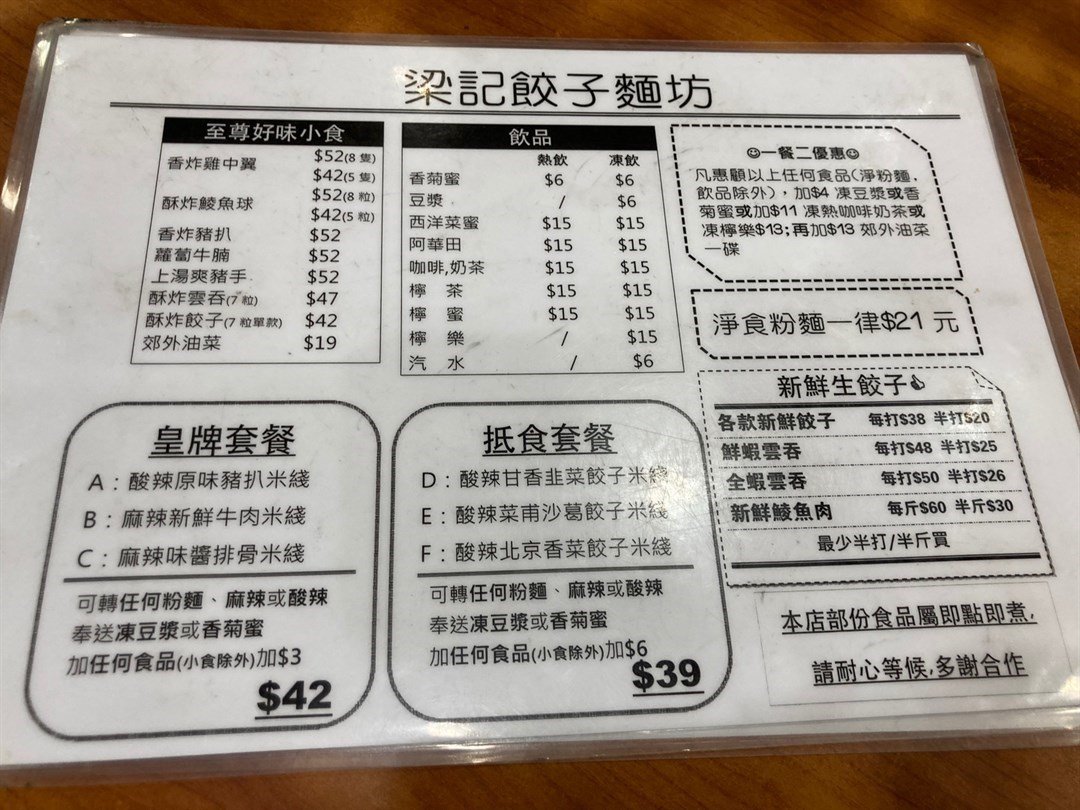 梁記餃子麵坊
至尊好味小食
香炸雞中翼 $52(8 隻)
$42(5 隻)
酥炸鯪魚球 $52(8 粒)
$42(5 粒)
香炸豬扒 $52
蘿蔔牛腩 $52
上湯爽豬手 $52
酥炸雲吞(7 粒) $47
酥炸餃子(7 粒單款) $42
郊外油菜 $19
飲品
熱飲 凍飲
香菊蜜 $6 $6
豆漿 / $6
西洋菜蜜 $15 $15
阿華田 $15 $15
咖啡,奶茶 $15 $15
檸 茶 $15 $15
檸 蜜 $15 $15
檸 樂 / $15
汽 水 / $6
☺一餐二優惠☺
凡惠顧以上任何食品(淨粉麵,
飲品除外)，加$4 凍豆漿或香
菊蜜或加$11 凍熱咖啡奶茶或
凍檸樂$13;再加$13 郊外油菜
一碟
淨食粉麵一律$21 元
新鮮生餃子
各款新鮮餃子 每打$38 半打$20
鮮蝦雲吞 每打$48 半打$25
全蝦雲吞 每打$50 半打$26
新鮮鯪魚肉 每斤$60 半斤$30
最少半打/半斤買
皇牌套餐
A：酸辣原味豬扒米綫
B：麻辣新鮮牛肉米綫
C：麻辣味醬排骨米綫
可轉任何粉麵、麻辣或酸辣
奉送凍豆漿或香菊蜜
加任何食品(小食除外)加$3
$42
抵食套餐
D：酸辣甘香韭菜餃子米綫
E：酸辣菜甫沙葛餃子米綫
F：酸辣北京香菜餃子米綫
可轉任何粉麵、麻辣或酸辣
奉送凍豆漿或香菊蜜
加任何食品(小食除外)加$6
$39
本店部份食品屬即點即煮,
請耐心等候,多謝合作